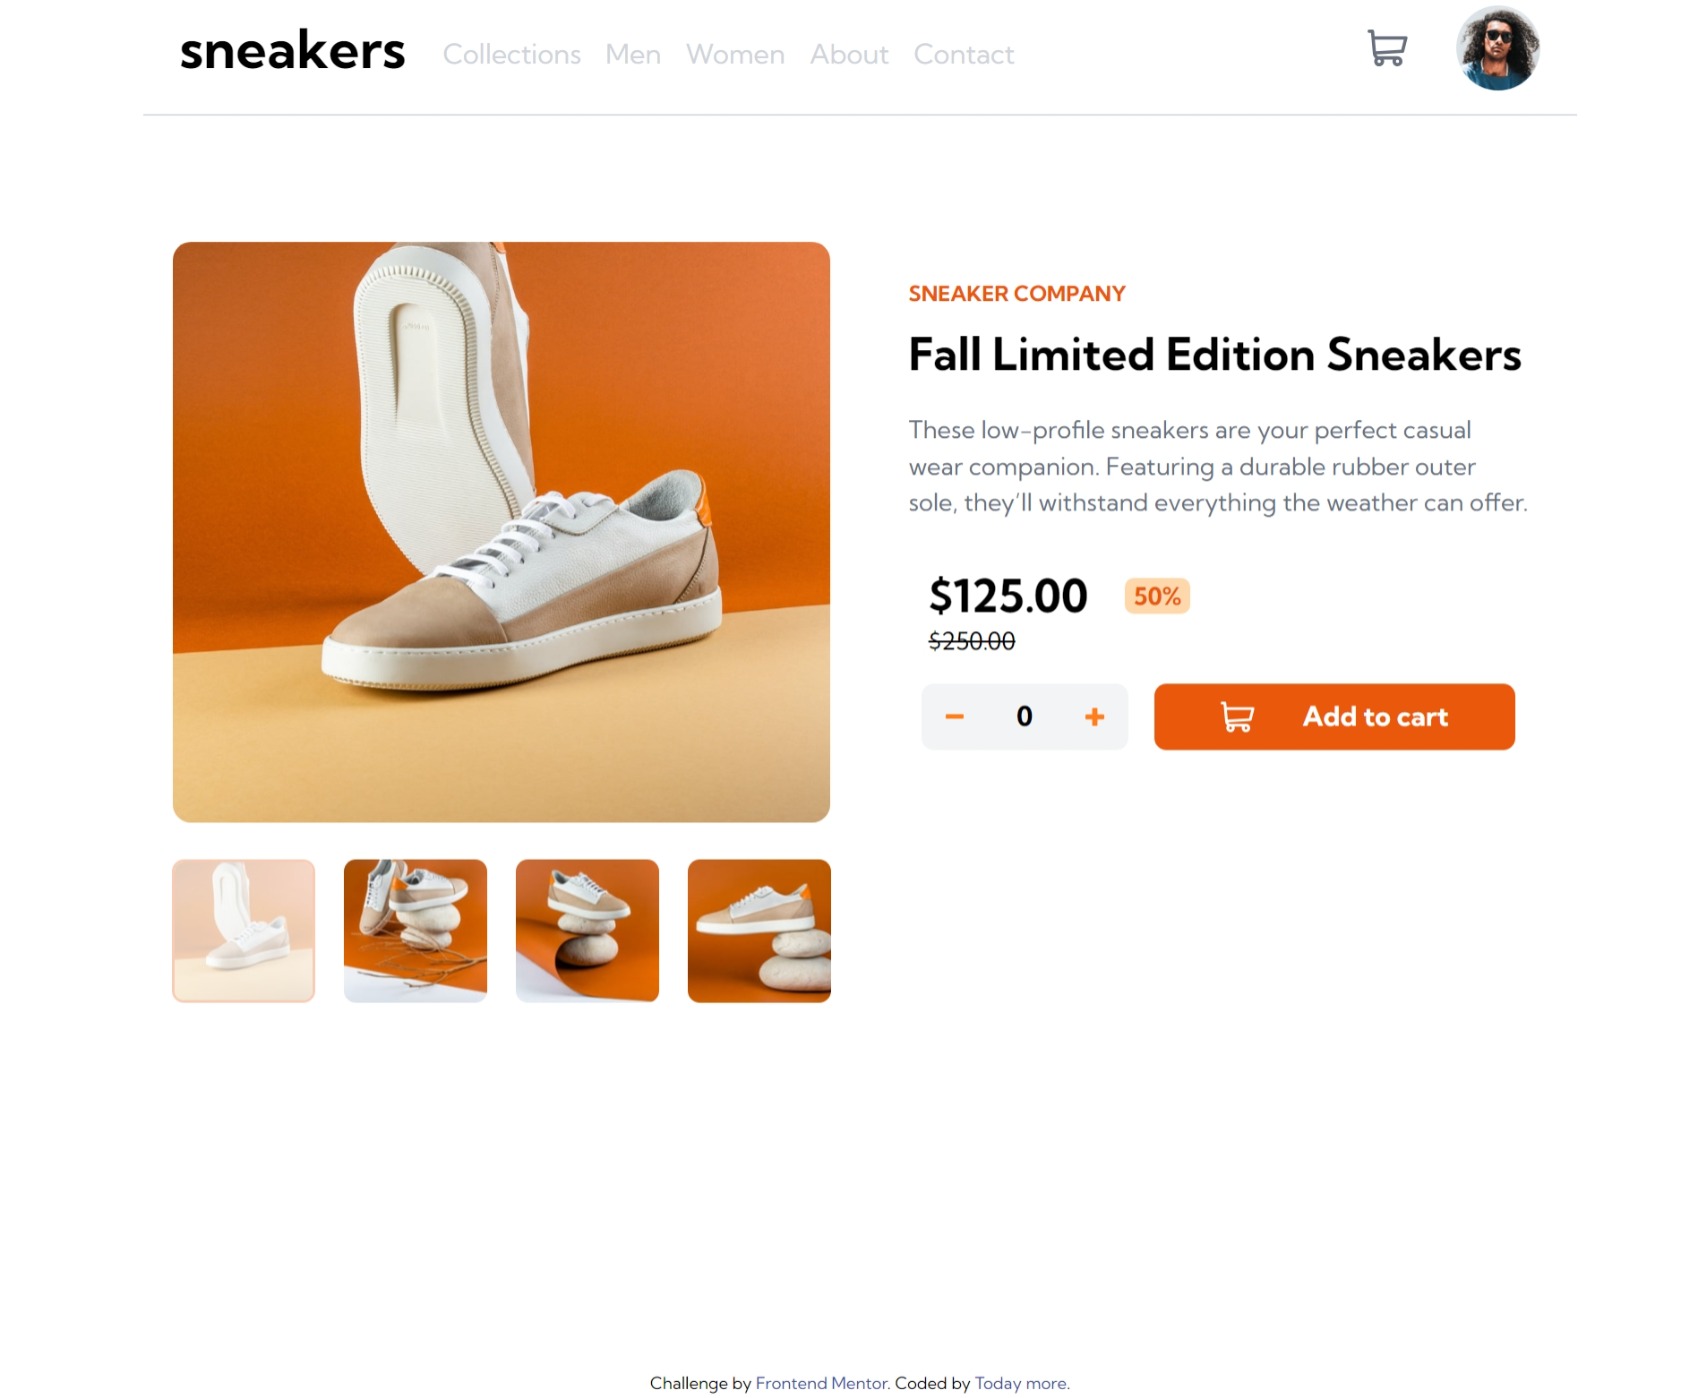 sneakers Collections Men Women About Contact
SNEAKER COMPANY
Fall Limited Edition Sneakers
These low-profile sneakers are your perfect casual
wear companion. Featuring a durable rubber outer
sole, they’ll withstand everything the weather can offer.
$125.00 50%
$250.00
0 Add to cart
Challenge by Frontend Mentor. Coded by Today more.